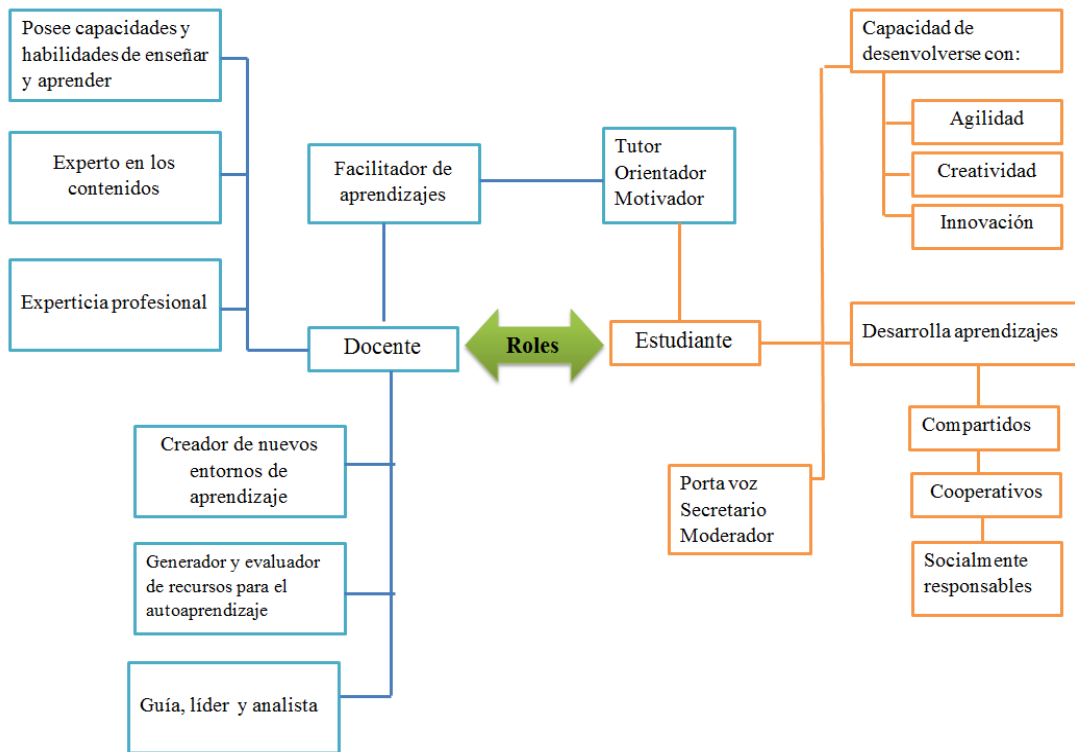 Posee capacidades y
habilidades de enseñar
y aprender
Experto en los
contenidos
Experticia profesional
Facilitador de
aprendizajes
Tutor
Orientador
Motivador
Docente
Roles
Estudiante
Creador de nuevos
entornos de
aprendizaje
Generador y evaluador
de recursos para el
autoaprendizaje
Guía, líder y analista
Capacidad de
desenvolverse con:
Agilidad
Creatividad
Innovación
Desarrolla aprendizajes
Compartidos
Cooperativos
Socialmente
responsables
Porta voz
Secretario
Moderador